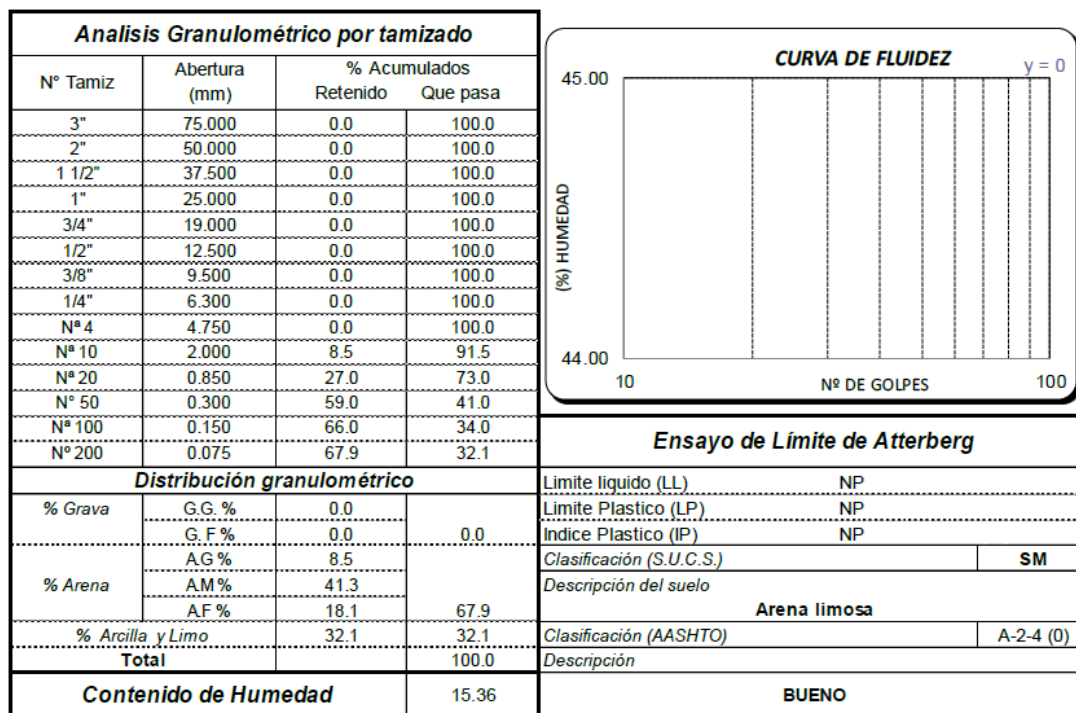 Analisis Granulométrico por tamizado
N° Tamiz Abertura (mm) % Acumulados
Retenido Que pasa
3" 75.000 0.0 100.0
2" 50.000 0.0 100.0
1 1/2" 37.500 0.0 100.0
1" 25.000 0.0 100.0
3/4" 19.000 0.0 100.0
1/2" 12.500 0.0 100.0
3/8" 9.500 0.0 100.0
1/4" 6.300 0.0 100.0
Nª 4 4.750 0.0 100.0
Nª 10 2.000 8.5 91.5
Nª 20 0.850 27.0 73.0
N° 50 0.300 59.0 41.0
Nª 100 0.150 66.0 34.0
Nº 200 0.075 67.9 32.1
Distribución granulométrico
% Grava G.G. % 0.0
G. F % 0.0 0.0
A.G % 8.5
% Arena A.M % 41.3
A.F % 18.1 67.9
% Arcilla y Limo 32.1 32.1
Total 100.0
Contenido de Humedad 15.36
CURVA DE FLUIDEZ
y = 0
45.00
(%) HUMEDAD
44.00
10 Nº DE GOLPES 100
Ensayo de Límite de Atterberg
Limite liquido (LL) NP
Limite Plastico (LP) NP
Indice Plastico (IP) NP
Clasificación (S.U.C.S.) SM
Descripción del suelo
Arena limosa
Clasificación (AASHTO) A-2-4 (0)
Descripción
BUENO